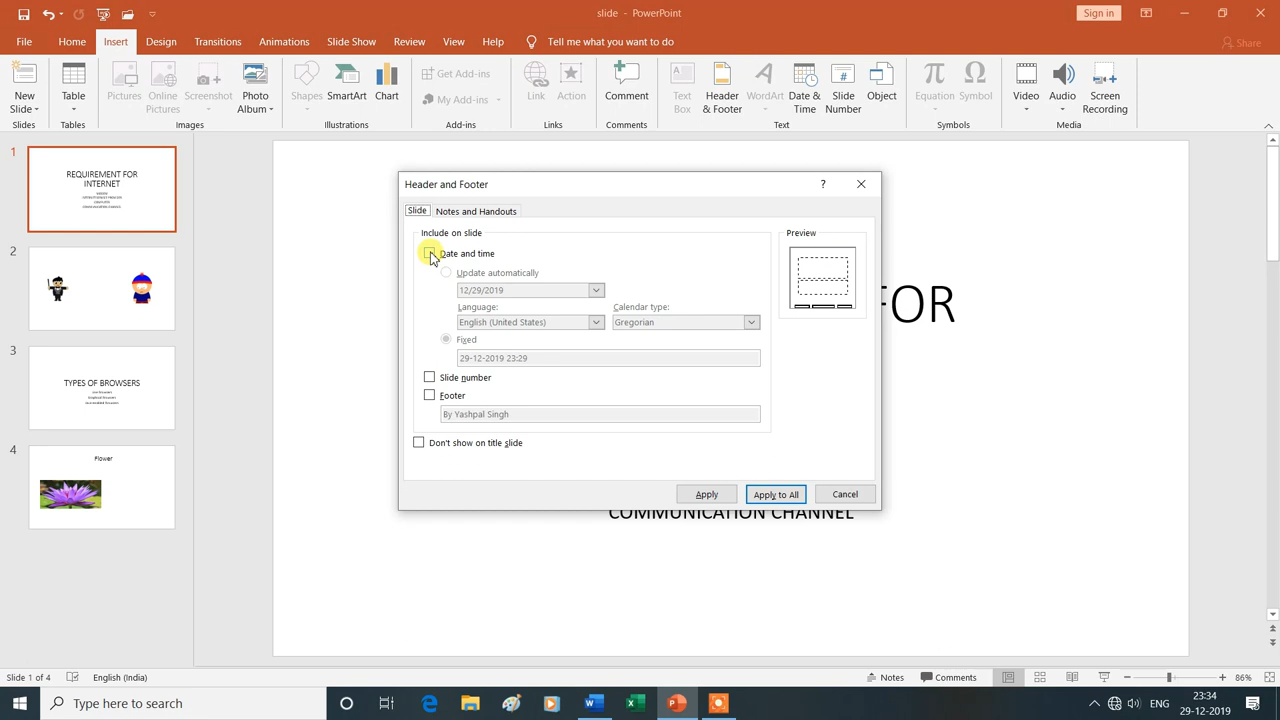 slide - PowerPoint
Sign in
File Home Insert Design Transitions Animations Slide Show Review View Help Tell me what you want to do Share
New Slide
Table
Pictures
Online Pictures
Screenshot
Photo Album
Shapes
SmartArt
Chart
Get Add-ins
My Add-ins
Link
Action
Comment
Text Box
Header & Footer
WordArt
Date & Time
Slide Number
Object
Equation
Symbol
Video
Audio
Screen Recording
Slides Tables Images Illustrations Add-ins Links Comments Text Symbols Media
1
REQUIREMENT FOR
INTERNET
2
3
TYPES OF BROWSERS
4
Flower
FOR
COMMUNICATION CHANNEL
Header and Footer
?
Slide Notes and Handouts
Include on slide
Date and time
Update automatically
12/29/2019
Language: Calendar type:
English (United States) Gregorian
Fixed
29-12-2019 23:29
Slide number
Footer
By Yashpal Singh
Don't show on title slide
Preview
Apply Apply to All Cancel
Slide 1 of 4 English (India) Notes Comments 86%
Type here to search
ENG
23:34
29-12-2019